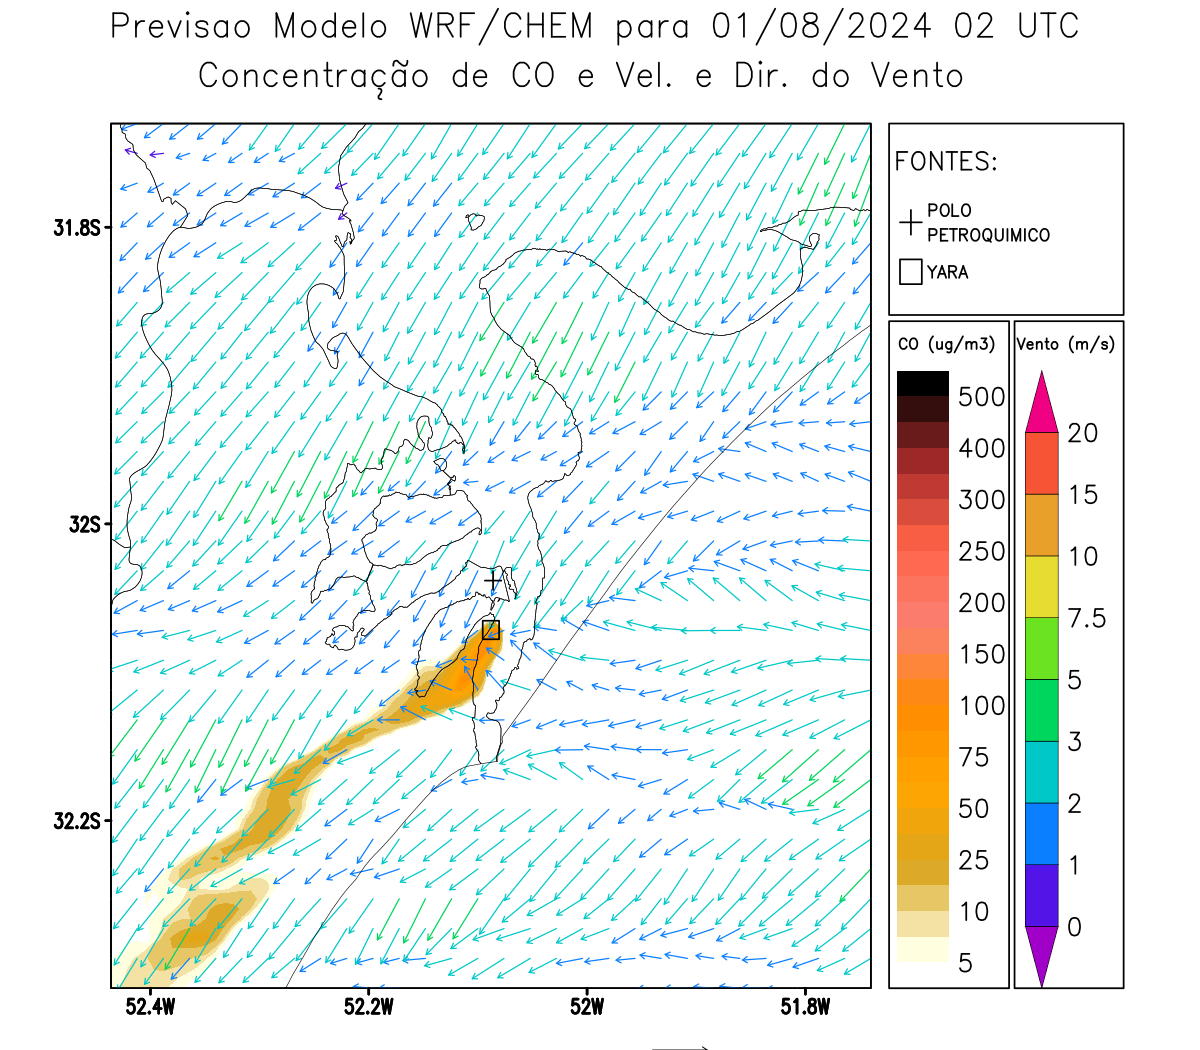 Previsao Modelo WRF/CHEM para 01/08/2024 02 UTC
Concentração de CO e Vel. e Dir. do Vento
FONTES:
POLO
PETROQUIMICO
YARA
CO (ug/m3)
500
400
300
250
200
150
100
75
50
25
10
5
Vento (m/s)
20
15
10
7.5
5
3
2
1
0
31.8S
32S
32.2S
52.4W
52.2W
52W
51.8W